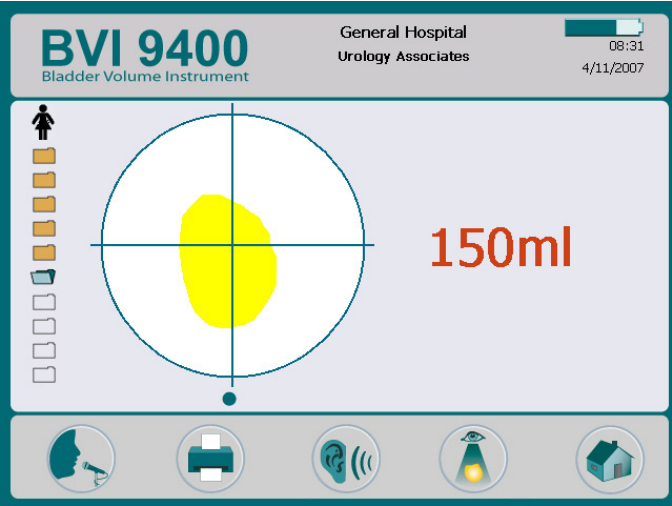 BVI 9400
Bladder Volume Instrument
General Hospital
Urology Associates
08:31
4/11/2007
150ml